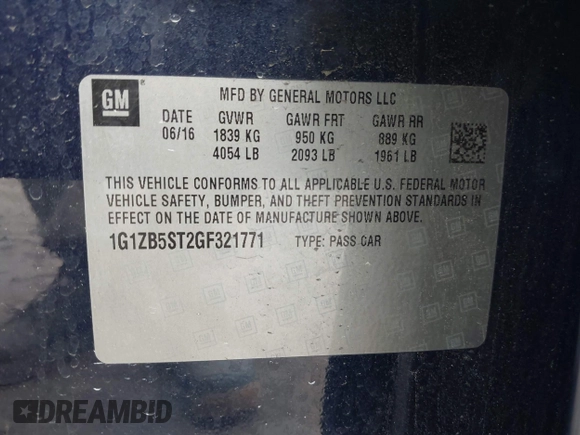 GM
MFD BY GENERAL MOTORS LLC
DATE GVWR GAWR FRT GAWR RR
06/16 1839 KG 950 KG 889 KG
4054 LB 2093 LB 1961 LB
THIS VEHICLE CONFORMS TO ALL APPLICABLE U.S. FEDERAL MOTOR
VEHICLE SAFETY, BUMPER, AND THEFT PREVENTION STANDARDS IN
EFFECT ON THE DATE OF MANUFACTURE SHOWN ABOVE.
1G1ZB5ST2GF321771 TYPE: PASS CAR
DREAMBID